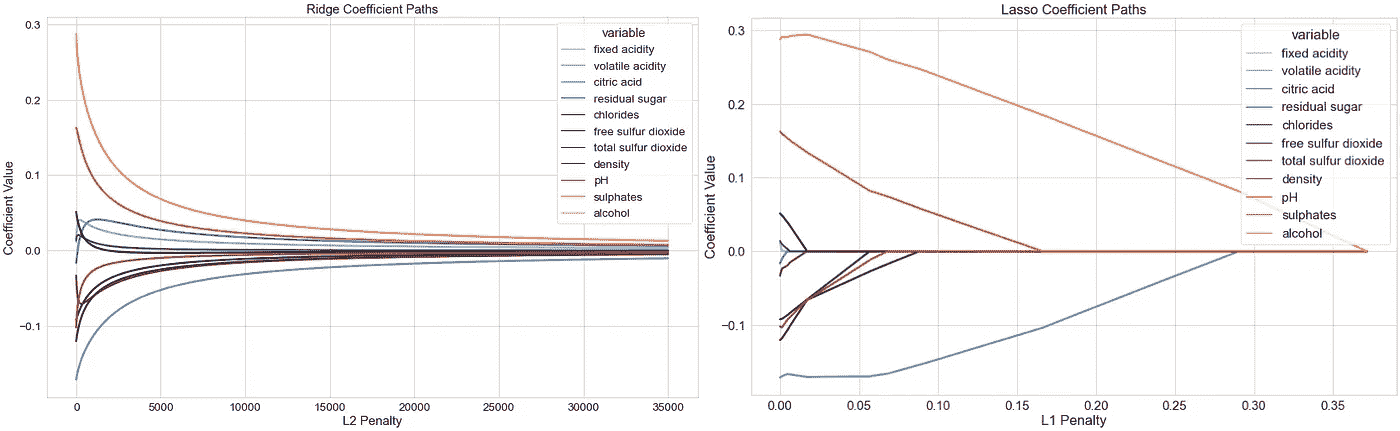 Ridge Coefficient Paths
Coefficient Value
0.3
0.2
0.1
0.0
−0.1
0
5000
10000
15000
20000
25000
30000
35000
L2 Penalty
variable
fixed acidity
volatile acidity
citric acid
residual sugar
chlorides
free sulfur dioxide
total sulfur dioxide
density
pH
sulphates
alcohol
Lasso Coefficient Paths
Coefficient Value
0.3
0.2
0.1
0.0
−0.1
0.00
0.05
0.10
0.15
0.20
0.25
0.30
0.35
L1 Penalty
variable
fixed acidity
volatile acidity
citric acid
residual sugar
chlorides
free sulfur dioxide
total sulfur dioxide
density
pH
sulphates
alcohol